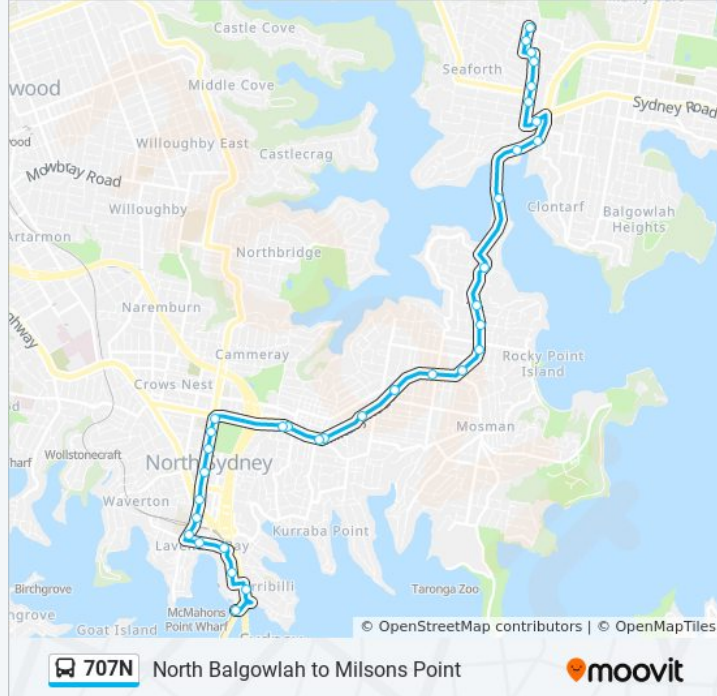 Castle Cove
Seaforth
wood
Middle Cove
Sydney Road
Willoughby East
Castlecrag
Mowbray Road
Willoughby
Clontarf
Balgowlah
Heights
Artarmon
Northbridge
Naremburn
Cammeray
Rocky Point
Island
Crows Nest
Mosman
Wollstonecraft
North Sydney
Waverton
Kurraba Point
Birchgrove
Taronga Zoo
McMahons
Point Wharf
Goat Island
© OpenStreetMap contributors | © OpenMapTiles
707N North Balgowlah to Milsons Point
moovit